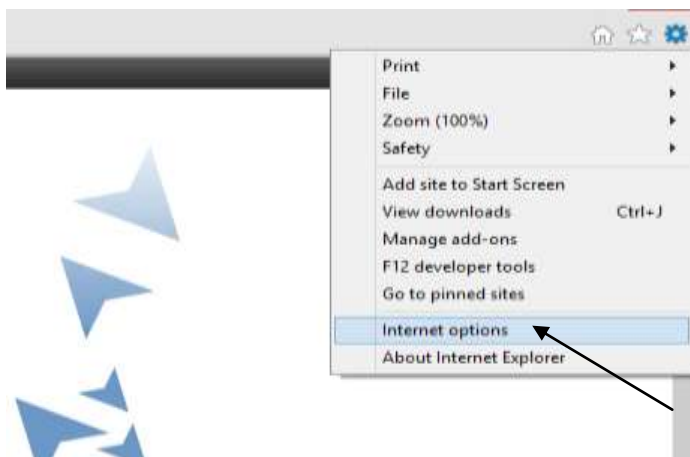 Print
File
Zoom (100%)
Safety
Add site to Start Screen
View downloads Ctrl+J
Manage add-ons
F12 developer tools
Go to pinned sites
Internet options
About Internet Explorer